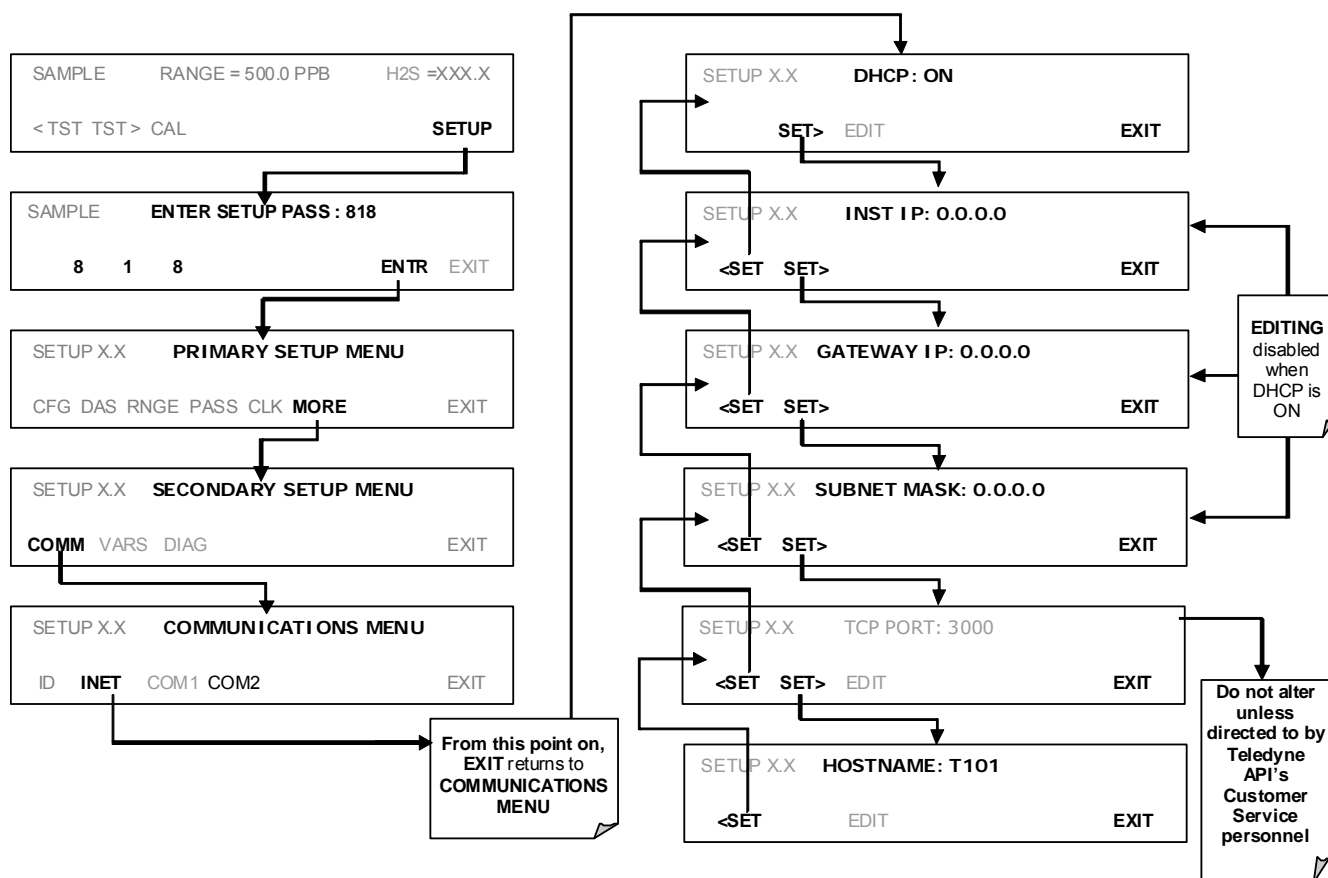 SAMPLE RANGE = 500.0 PPB H2S =XXX.X
< TST TST > CAL SETUP
SAMPLE ENTER SETUP PASS : 818
8 1 8 ENTR EXIT
SETUP X.X PRIMARY SETUP MENU
CFG DAS RNGE PASS CLK MORE EXIT
SETUP X.X SECONDARY SETUP MENU
COMM VARS DIAG EXIT
SETUP X.X COMMUNICATIONS MENU
ID INET COM1 COM2 EXIT
From this point on,
EXIT returns to
COMMUNICATIONS
MENU
SETUP X.X DHCP: ON
SET> EDIT EXIT
SETUP X.X INST IP: 0.0.0.0
<SET SET> EXIT
SETUP X.X GATEWAY IP: 0.0.0.0
<SET SET> EXIT
SETUP X.X SUBNET MASK: 0.0.0.0
<SET SET> EXIT
SETUP X.X TCP PORT: 3000
<SET SET> EDIT EXIT
SETUP X.X HOSTNAME: T101
<SET EDIT EXIT
EDITING
disabled
when
DHCP is
ON
Do not alter
unless
directed to by
Teledyne
API's
Customer
Service
personnel